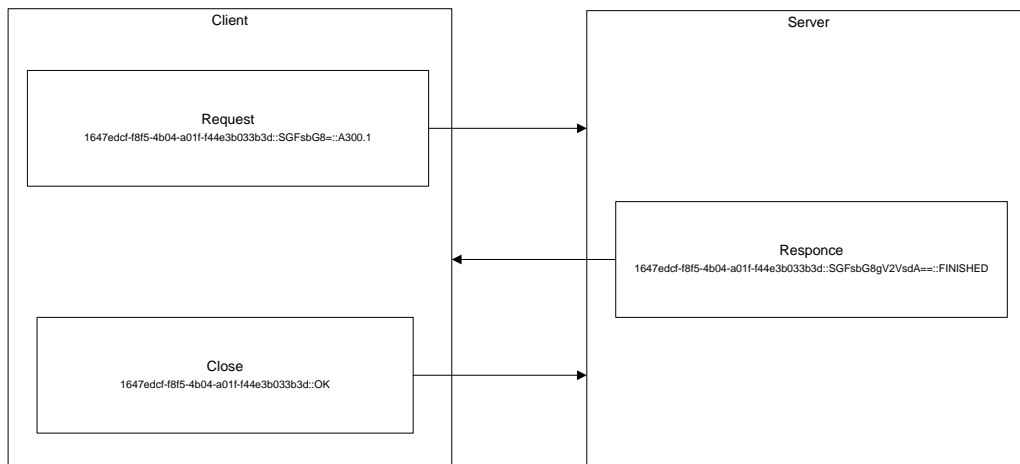 Client
Server
Request
1647edcf-f8f5-4b04-a01f-f44e3b033b3d::SGFsbG8=::A300.1
Responce
1647edcf-f8f5-4b04-a01f-f44e3b033b3d::SGFsbG8gV2VsdA==::FINISHED
Close
1647edcf-f8f5-4b04-a01f-f44e3b033b3d::OK